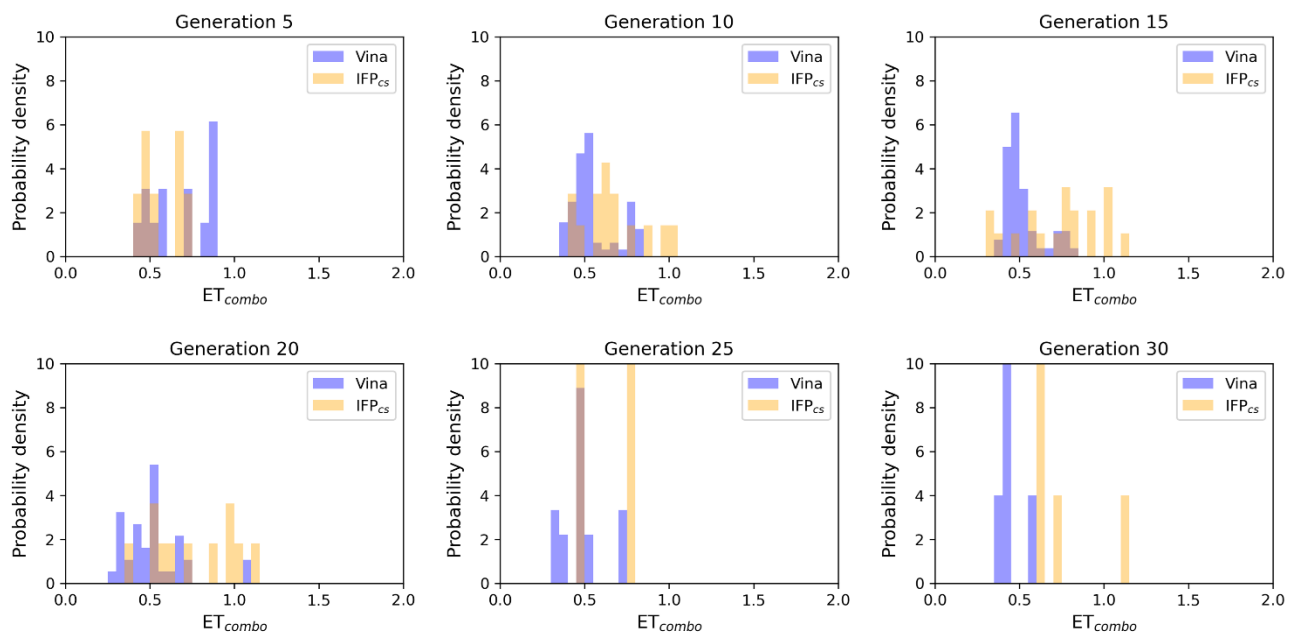 Generation 5
Probability density
10
8
6
4
2
0
0.0 0.5 1.0 1.5 2.0
ETcombo
Vina
IFPcs
Generation 10
Probability density
10
8
6
4
2
0
0.0 0.5 1.0 1.5 2.0
ETcombo
Vina
IFPcs
Generation 15
Probability density
10
8
6
4
2
0
0.0 0.5 1.0 1.5 2.0
ETcombo
Vina
IFPcs
Generation 20
Probability density
10
8
6
4
2
0
0.0 0.5 1.0 1.5 2.0
ETcombo
Vina
IFPcs
Generation 25
Probability density
10
8
6
4
2
0
0.0 0.5 1.0 1.5 2.0
ETcombo
Vina
IFPcs
Generation 30
Probability density
10
8
6
4
2
0
0.0 0.5 1.0 1.5 2.0
ETcombo
Vina
IFPcs